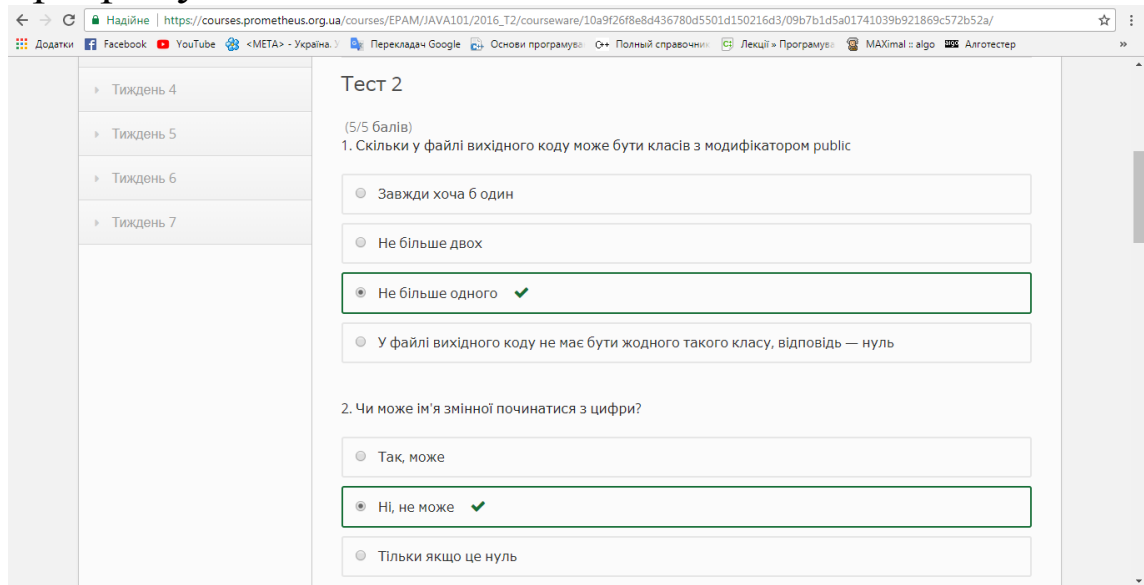 Надійне | https://courses.prometheus.org.ua/courses/EPAM/JAVA101/2016_T2/courseware/10a9f26f8e8d436780d5501d150216d3/09b7b1d5a01741039b921869c572b52a/
Додатки Facebook YouTube <META> - Україна. Перекладач Google Основи програмува Полный справочник Лекції » Програмува MAXimal :: algo Алготестер »
Тиждень 4
Тиждень 5
Тиждень 6
Тиждень 7
Тест 2
(5/5 балів)
1. Скільки у файлі вихідного коду може бути класів з модифікатором public
Завжди хоча б один
Не більше двох
Не більше одного
У файлі вихідного коду не має бути жодного такого класу, відповідь — нуль
2. Чи може ім'я змінної починатися з цифри?
Так, може
Ні, не може
Тільки якщо це нуль